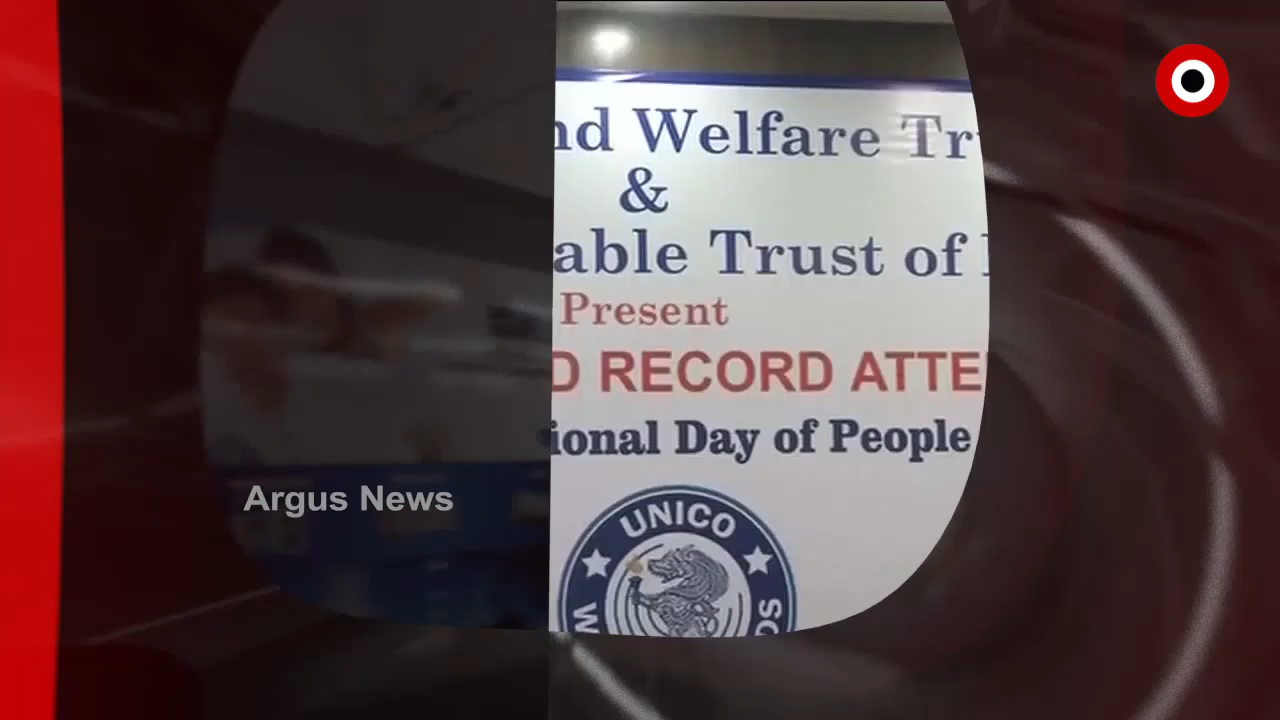 nd Welfare Tr
&
able Trust of
Present
D RECORD ATTE
ional Day of People
UNICO
Argus News